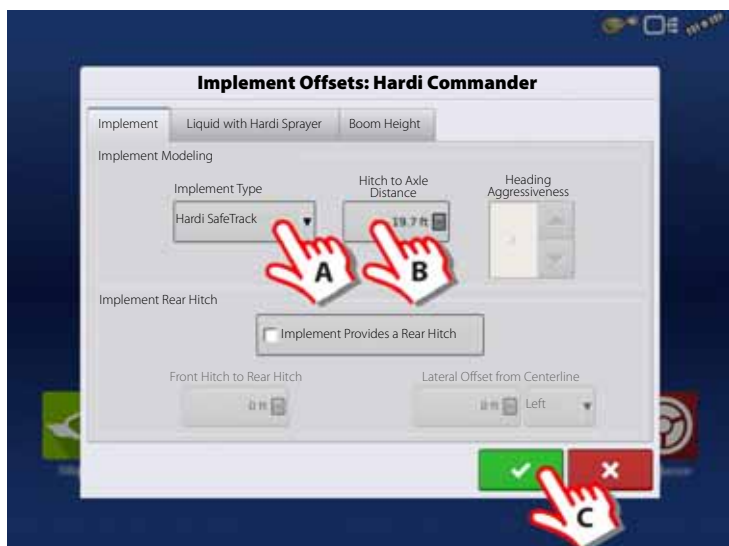 Implement Offsets: Hardi Commander
Implement Liquid with Hardi Sprayer Boom Height
Implement Modeling
Implement Type
Hitch to Axle
Distance
Heading
Aggressiveness
Hardi SafeTrack
19.7 ft
A
B
Implement Rear Hitch
Implement Provides a Rear Hitch
Front Hitch to Rear Hitch
Lateral Offset from Centerline
0 ft
0 ft
Left
C